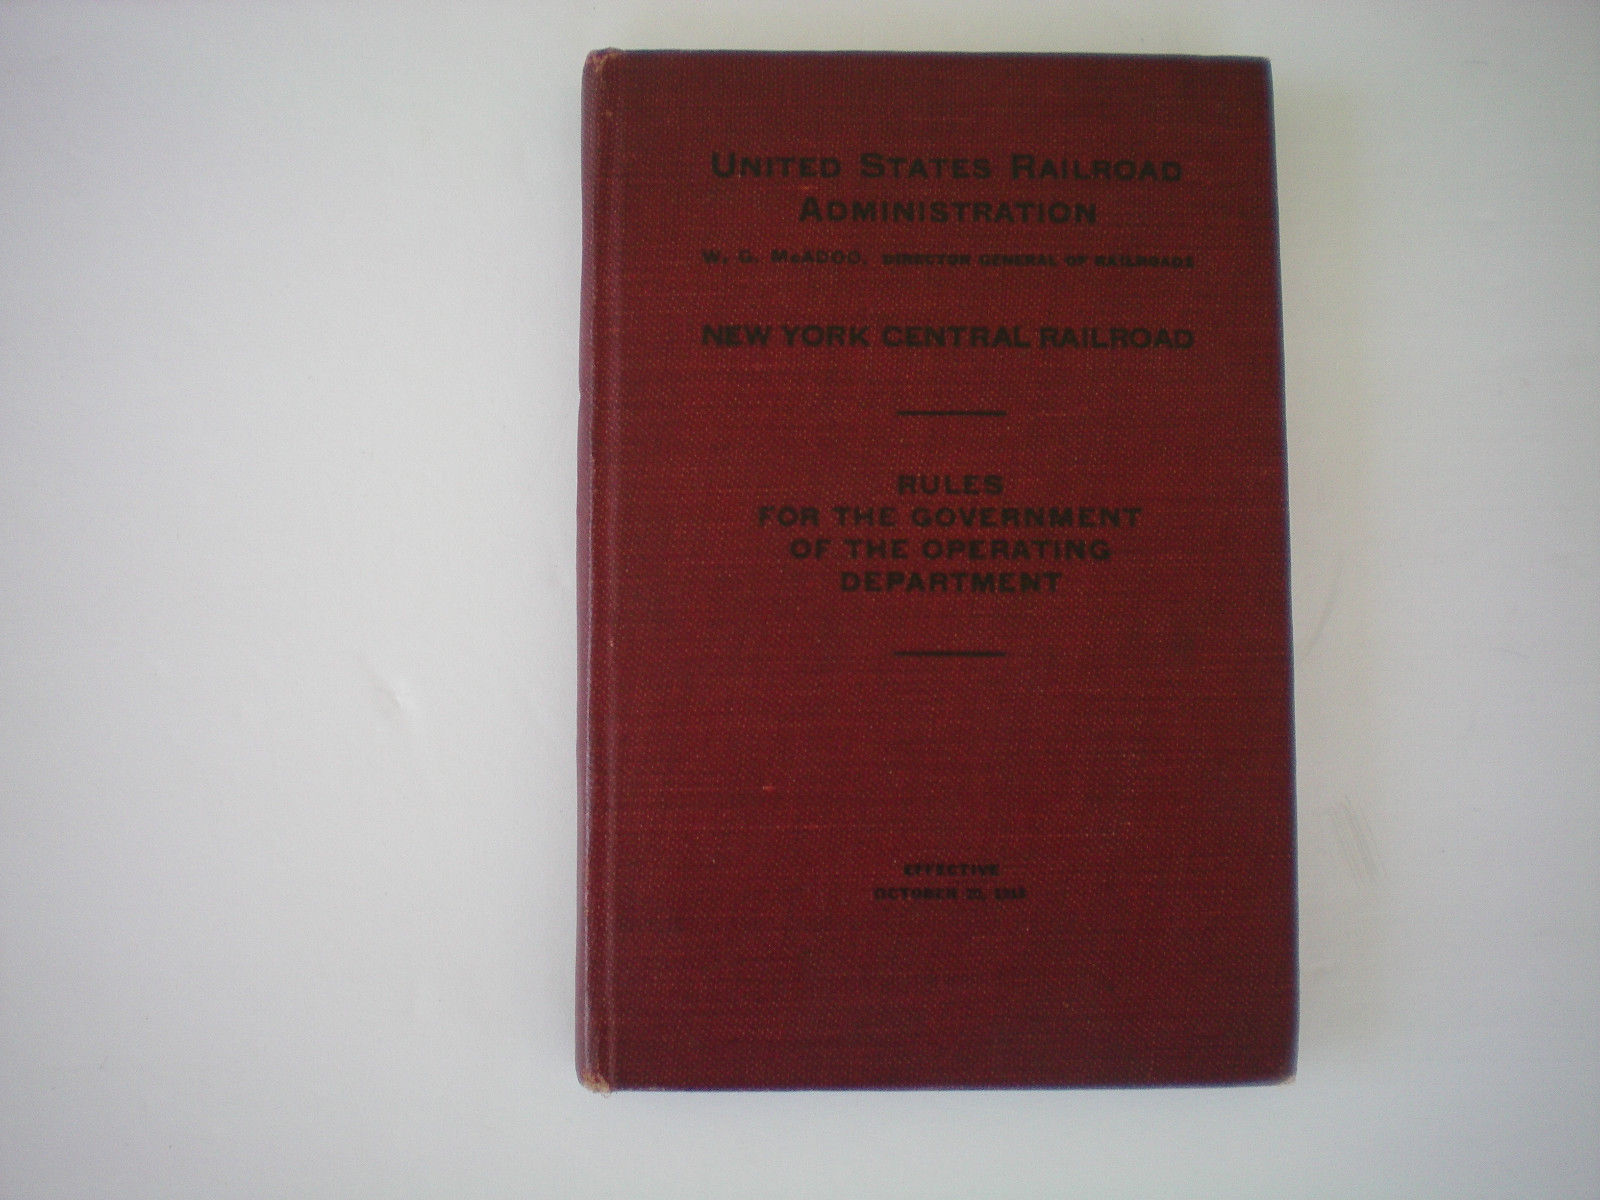 UNITED STATES RAILROAD
ADMINISTRATION
W. G. McADOO, DIRECTOR GENERAL OF RAILROADS
NEW YORK CENTRAL RAILROAD
RULES
FOR THE GOVERNMENT
OF THE OPERATING
DEPARTMENT
EFFECTIVE
OCTOBER